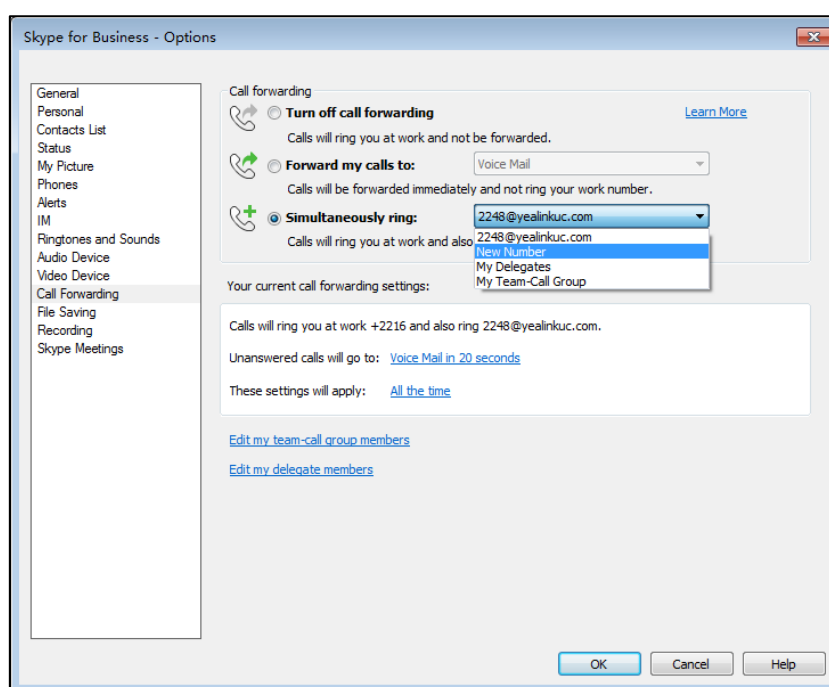 Skype for Business - Options
General
Personal
Contacts List
Status
My Picture
Phones
Alerts
IM
Ringtones and Sounds
Audio Device
Video Device
Call Forwarding
File Saving
Recording
Skype Meetings
Call forwarding
Turn off call forwarding
Learn More
Calls will ring you at work and not be forwarded.
Forward my calls to:
Voice Mail
Calls will be forwarded immediately and not ring your work number.
Simultaneously ring:
2248@yealinkuc.com
Calls will ring you at work and also
2248@yealinkuc.com
New Number
My Delegates
My Team-Call Group
Your current call forwarding settings:
Calls will ring you at work +2216 and also ring 2248@yealinkuc.com.
Unanswered calls will go to: Voice Mail in 20 seconds
These settings will apply: All the time
Edit my team-call group members
Edit my delegate members
OK Cancel Help